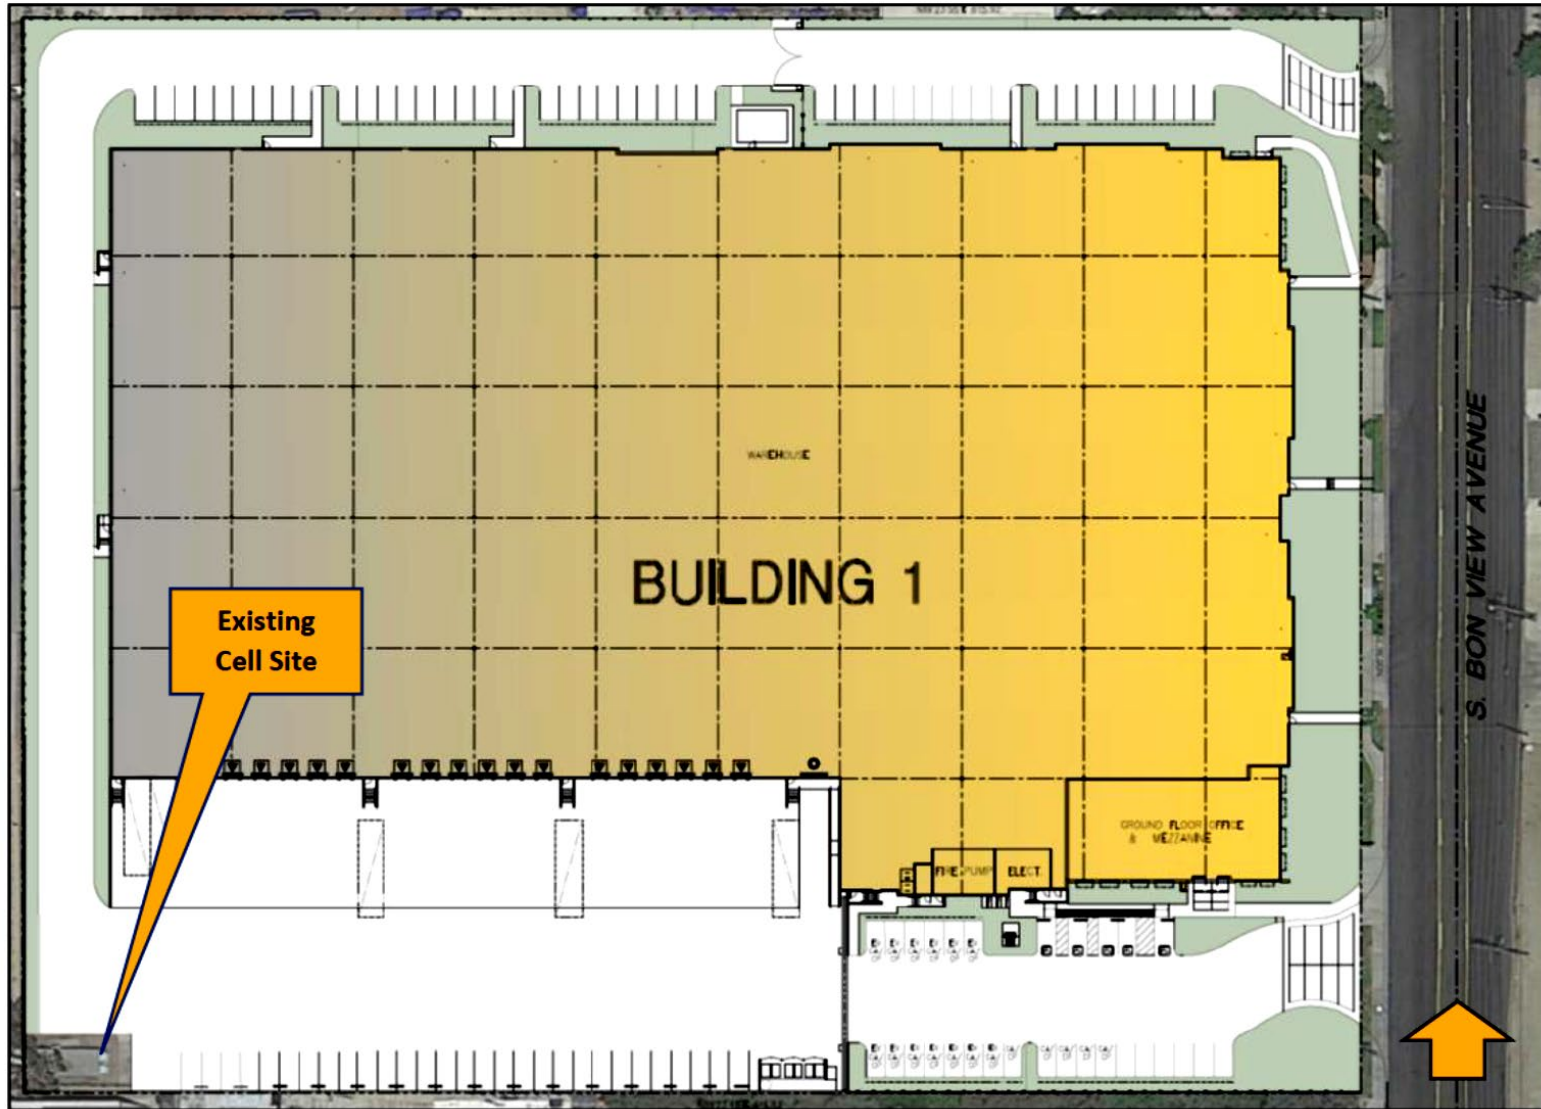 WAREHOUSE
BUILDING 1
Existing
Cell Site
S. BON VIEW AVENUE
GROUND FLOOR OFFICE
& MEZZANINE
FIRE PUMP
ELECT.